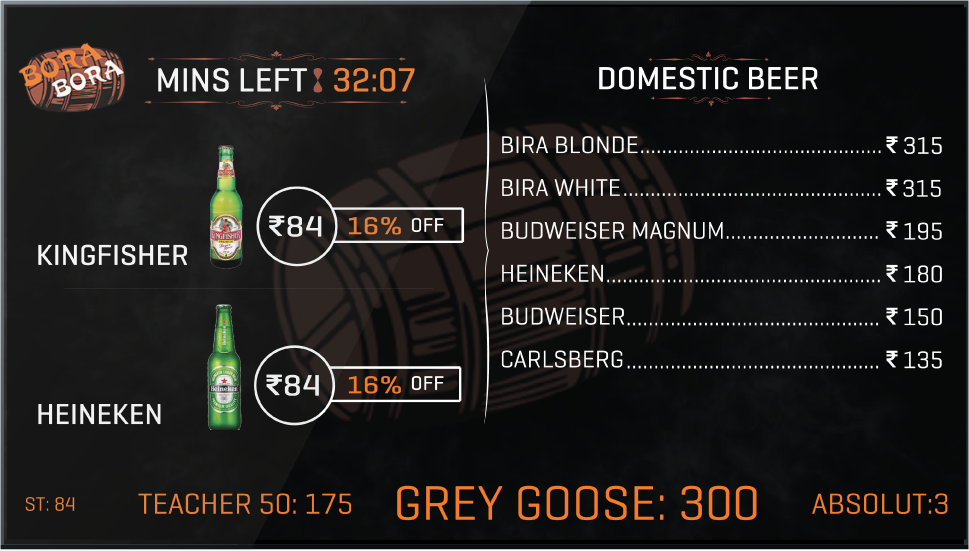 BORA
BORA
MINS LEFT 32:07
KINGFISHER
KINGFISHER
₹84
16% OFF
HEINEKEN
Heineken
₹84
16% OFF
DOMESTIC BEER
BIRA BLONDE........................................... ₹ 315
BIRA WHITE.............................................. ₹ 315
BUDWEISER MAGNUM........................... ₹ 195
HEINEKEN................................................. ₹ 180
BUDWEISER............................................. ₹ 150
CARLSBERG............................................. ₹ 135
ST: 84 TEACHER 50: 175 GREY GOOSE: 300 ABSOLUT:3